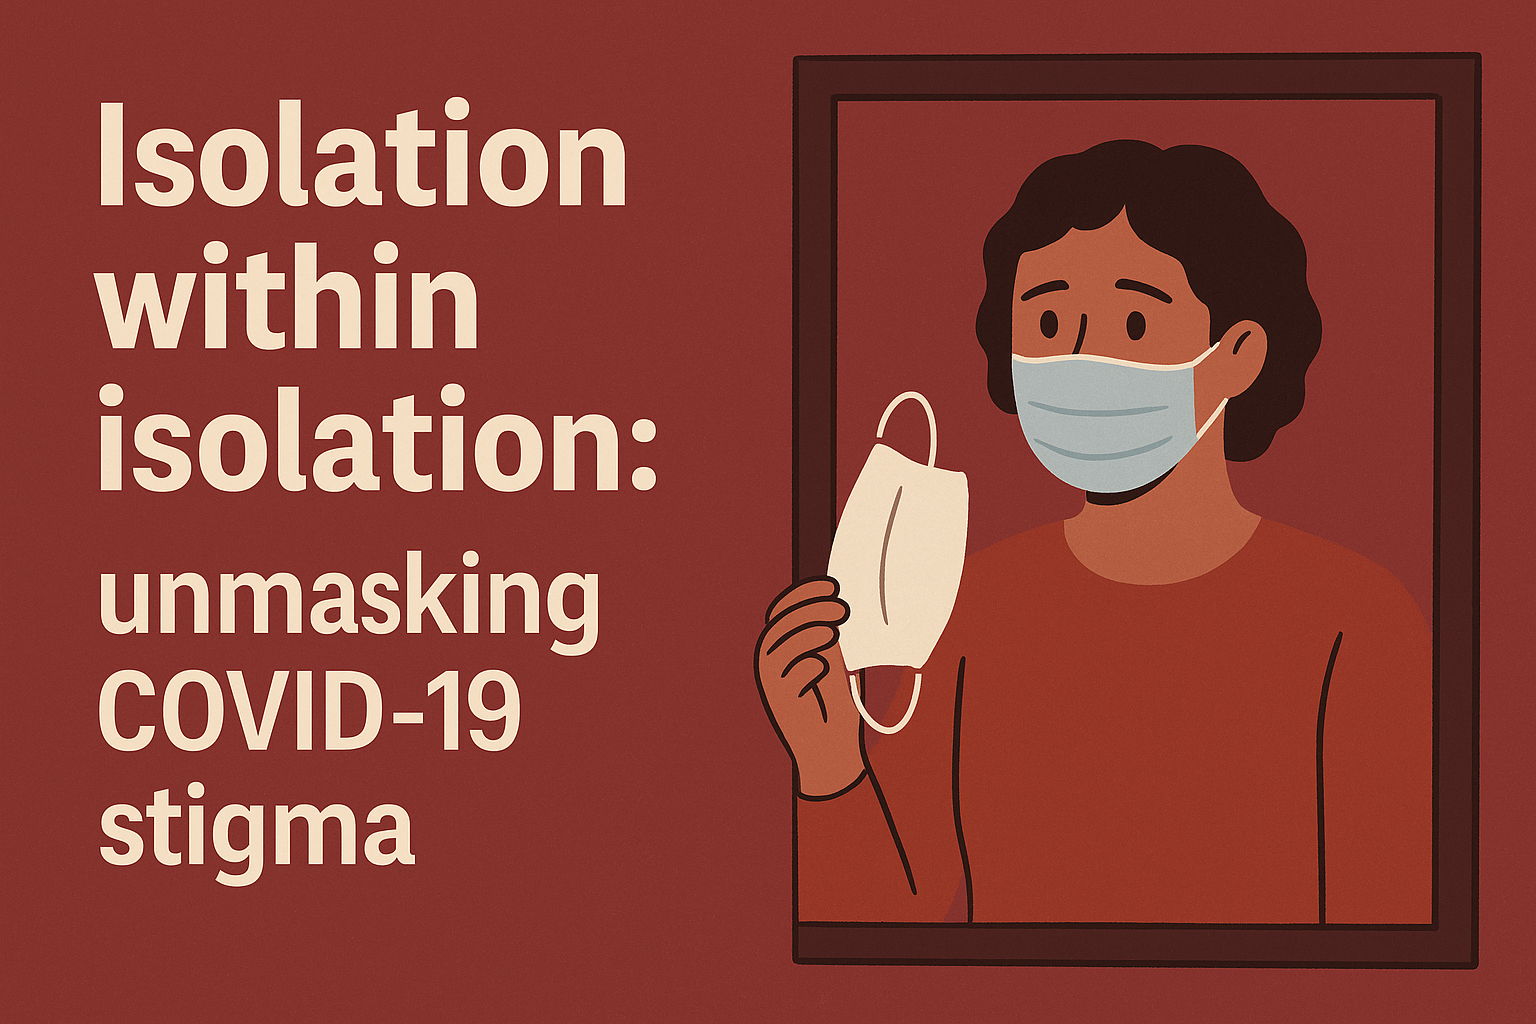 Isolation
within
isolation:
unmasking
COVID-19
stigma